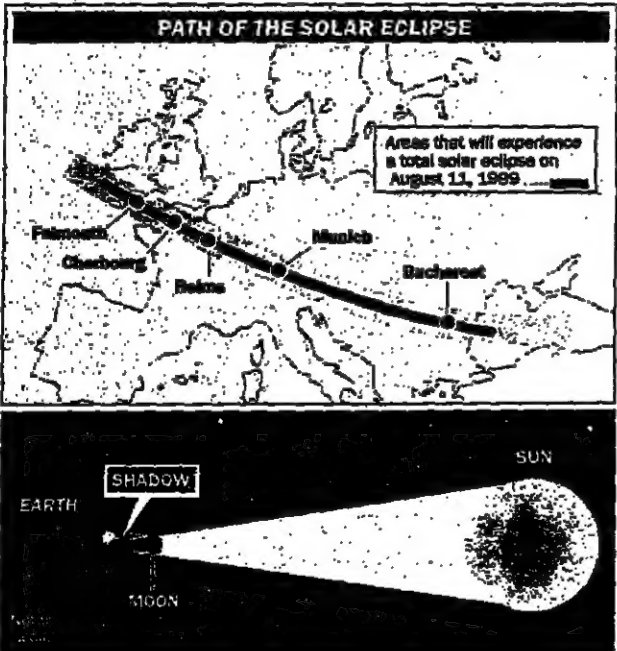 PATH OF THE SOLAR ECLIPSE
Areas that will experience
a total solar eclipse on
August 11, 1999
Falmouth
Cherbourg
Reims
Munich
Bucharest
SUN
SHADOW
EARTH
MOON